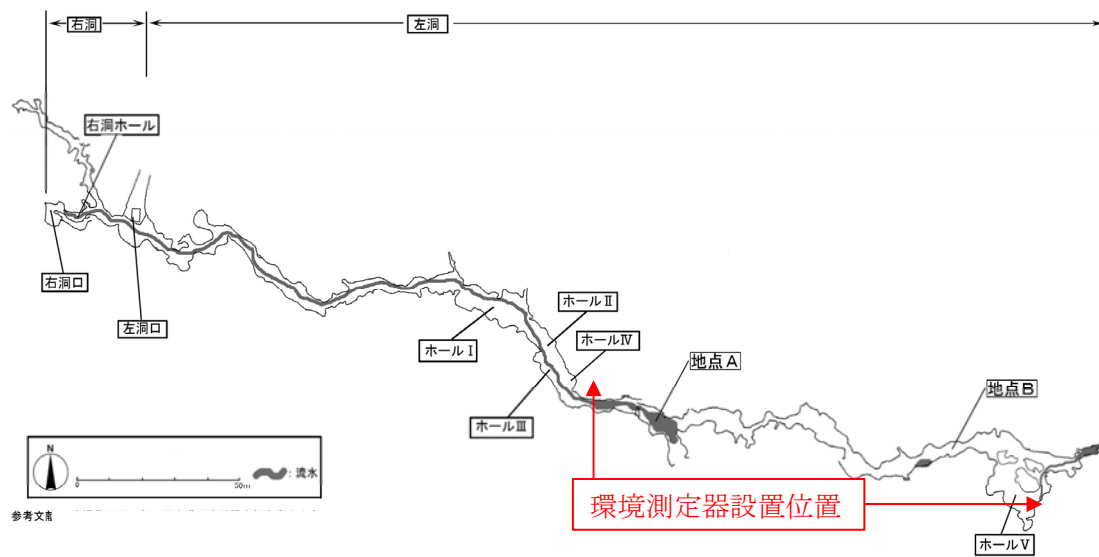 右洞
左洞
右洞ホール
右洞口
左洞口
ホールⅠ
ホールⅡ
ホールⅣ
ホールⅢ
地点A
地点B
ホールⅤ
環境測定器設置位置
N
0
50m
:流水
参考文献